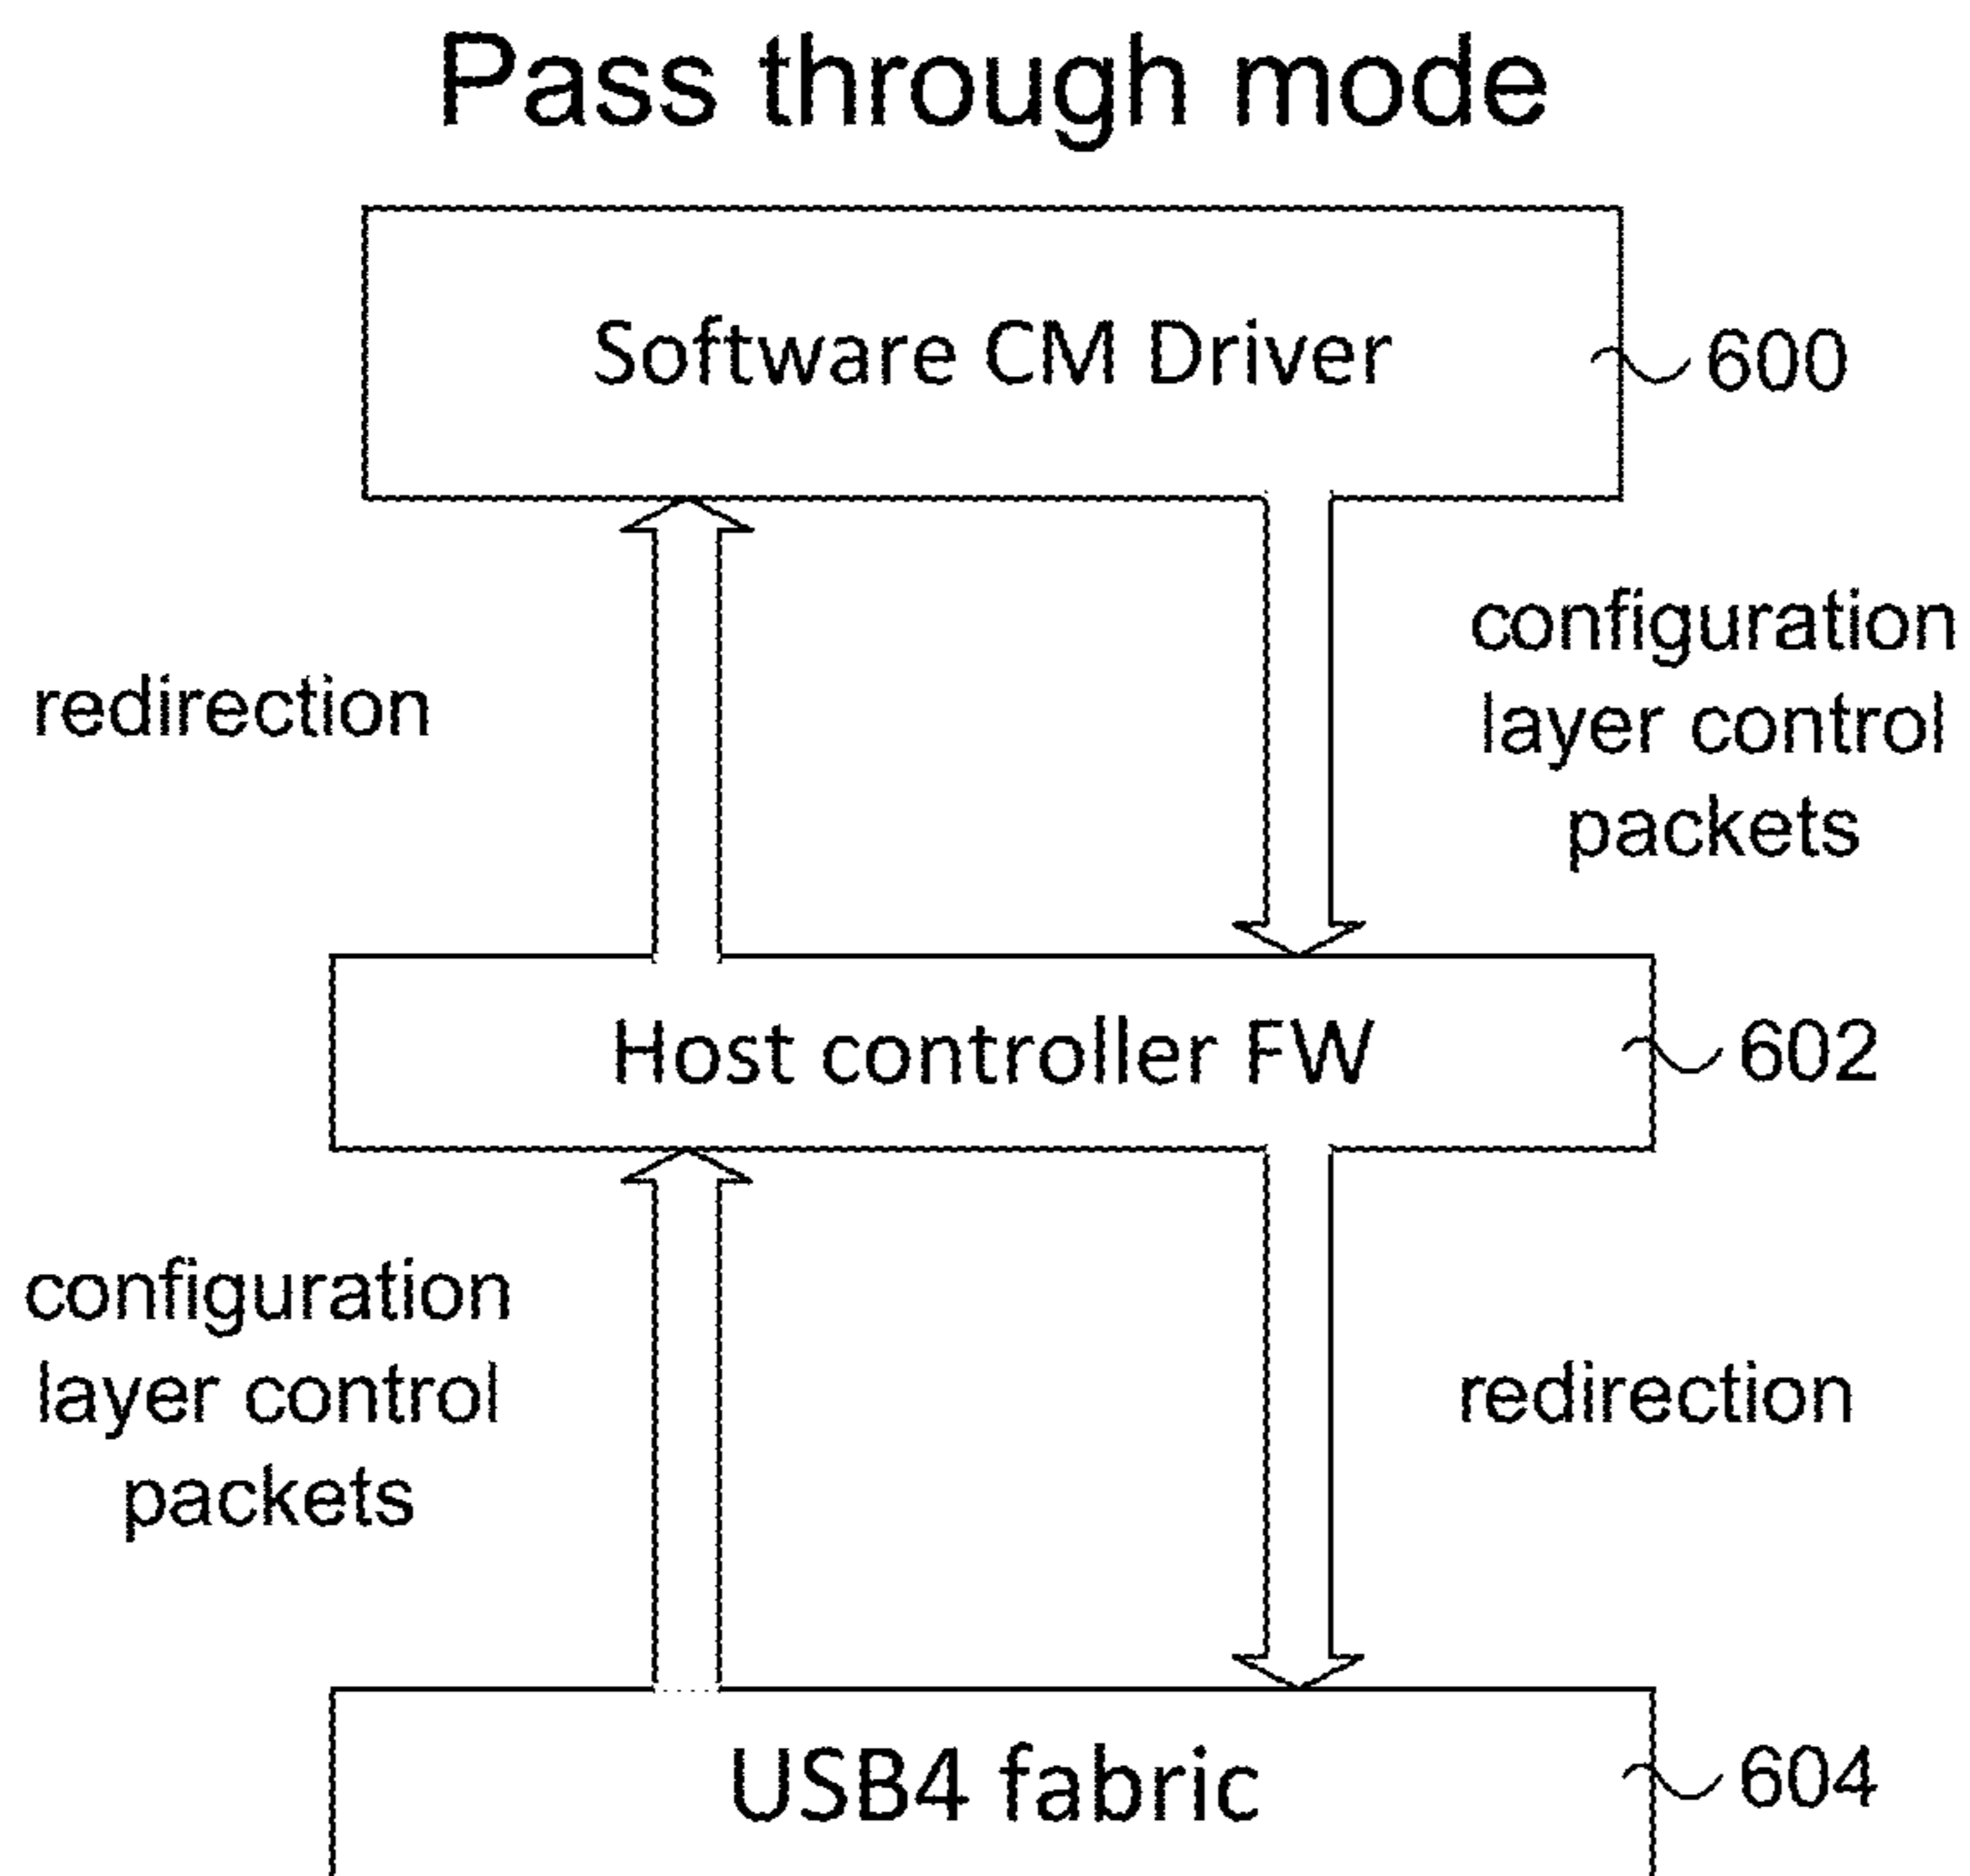 Pass through mode
Software CM Driver
600
redirection
configuration
layer control
packets
Host controller FW
602
configuration
layer control
packets
redirection
USB4 fabric
604